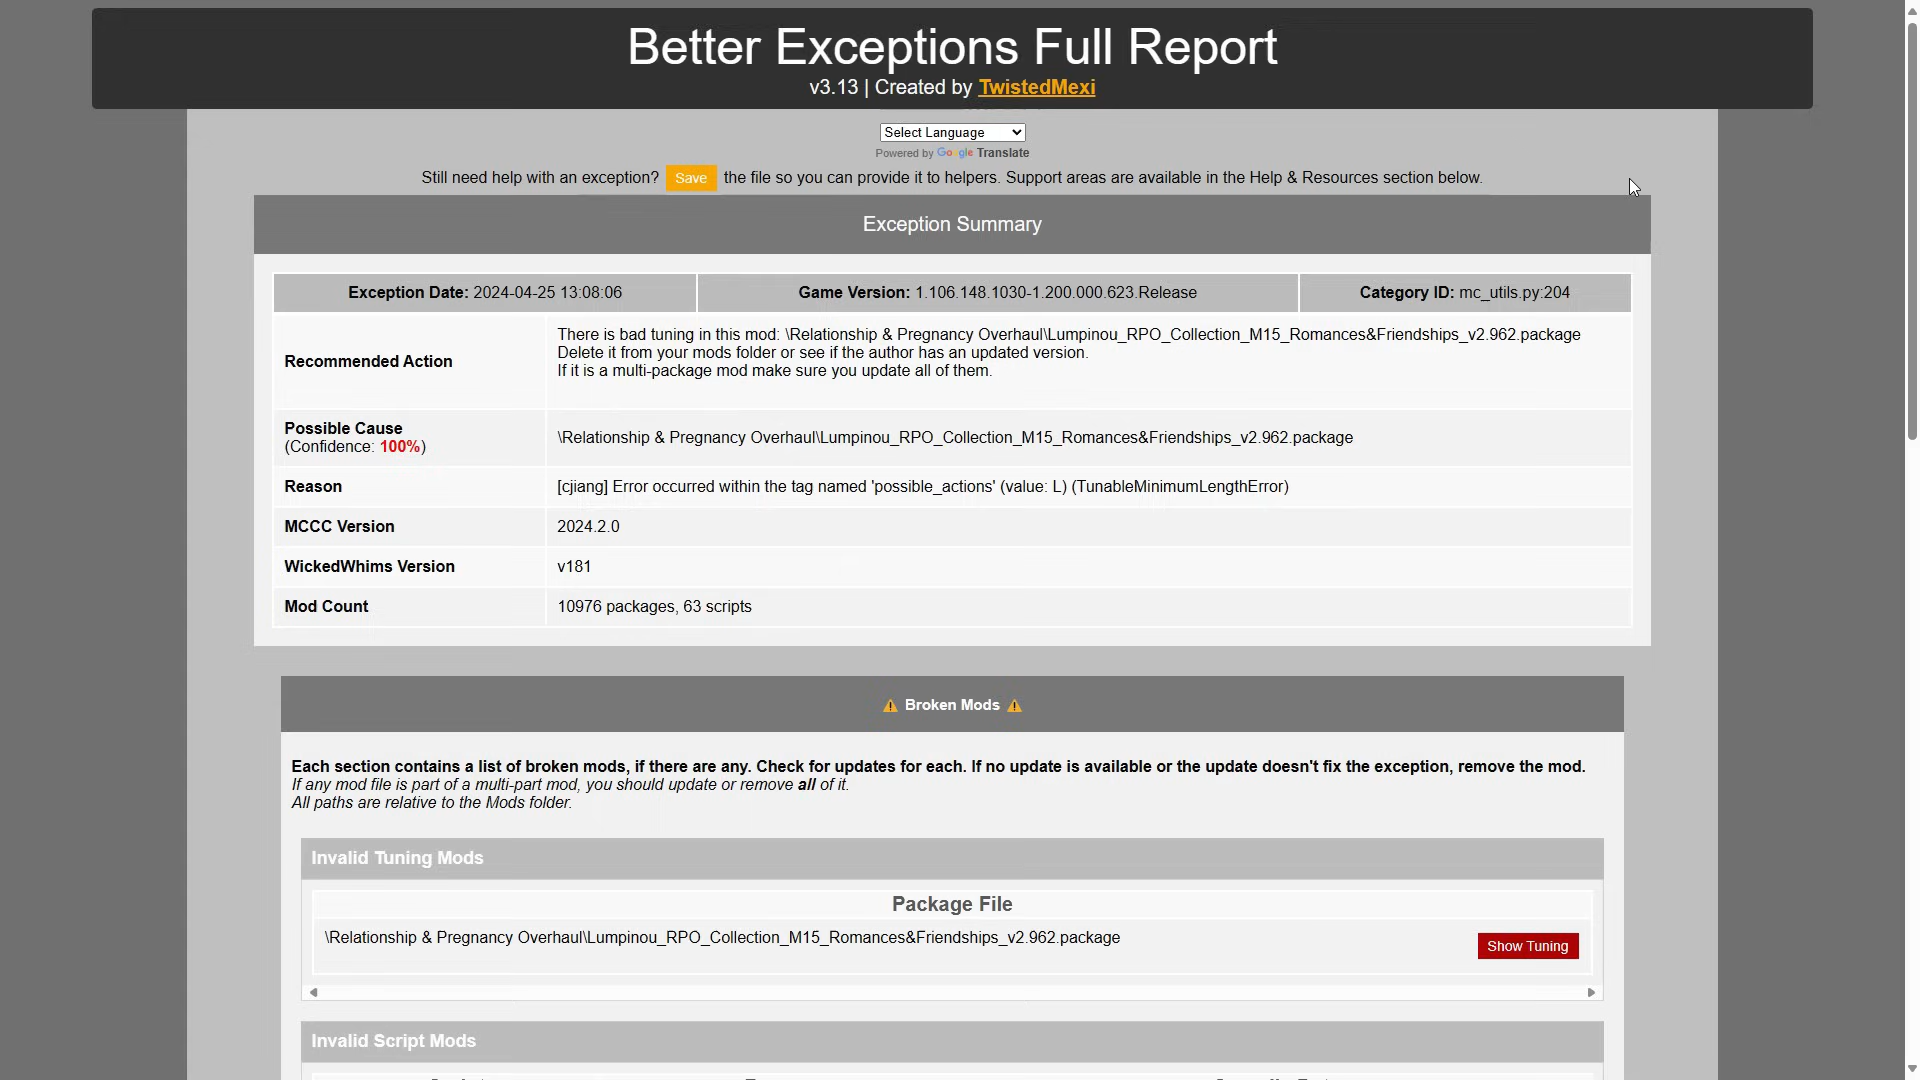 Better Exceptions Full Report
v3.13 | Created by TwistedMexi
Select Language
Powered by Google Translate
Still need help with an exception? Save the file so you can provide it to helpers. Support areas are available in the Help & Resources section below.
Exception Summary
Exception Date: 2024-04-25 13:08:06 Game Version: 1.106.148.1030-1.200.000.623.Release Category ID: mc_utils.py:204
Recommended Action
There is bad tuning in this mod: \Relationship & Pregnancy Overhaul\Lumpinou_RPO_Collection_M15_Romances&Friendships_v2.962.package
Delete it from your mods folder or see if the author has an updated version.
If it is a multi-package mod make sure you update all of them.
Possible Cause
(Confidence: 100%)
\Relationship & Pregnancy Overhaul\Lumpinou_RPO_Collection_M15_Romances&Friendships_v2.962.package
Reason [cjiang] Error occurred within the tag named 'possible_actions' (value: L) (TunableMinimumLengthError)
MCCC Version 2024.2.0
WickedWhims Version v181
Mod Count 10976 packages, 63 scripts
Broken Mods
Each section contains a list of broken mods, if there are any. Check for updates for each. If no update is available or the update doesn't fix the exception, remove the mod.
If any mod file is part of a multi-part mod, you should update or remove all of it.
All paths are relative to the Mods folder.
Invalid Tuning Mods
Package File
\Relationship & Pregnancy Overhaul\Lumpinou_RPO_Collection_M15_Romances&Friendships_v2.962.package
Show Tuning
Invalid Script Mods